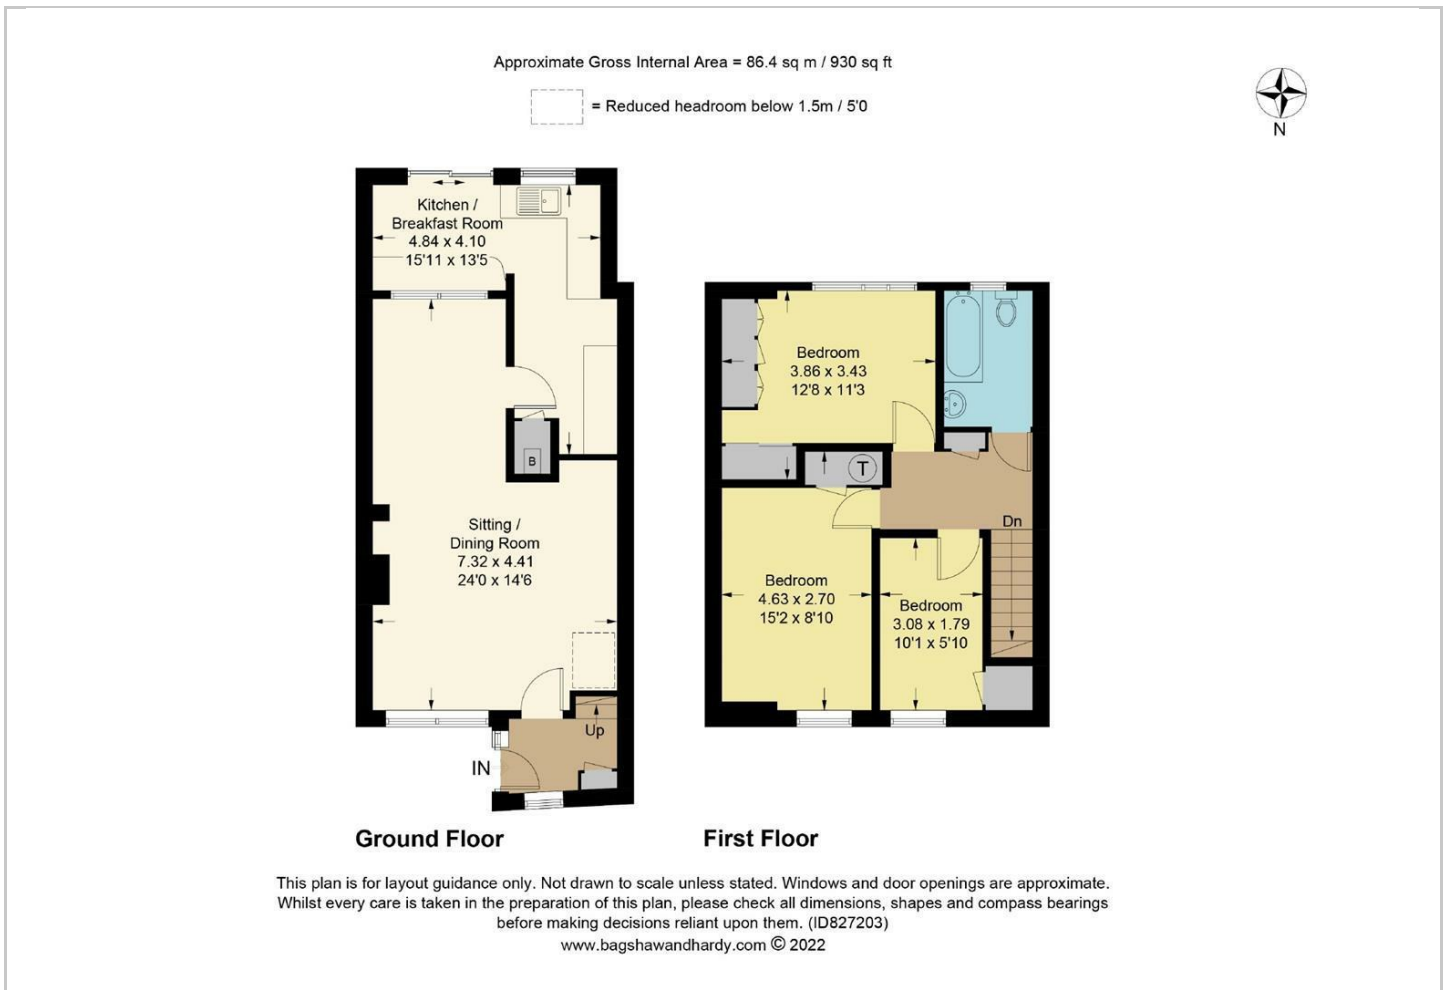 Approximate Gross Internal Area = 86.4 sq m / 930 sq ft
= Reduced headroom below 1.5m / 5'0
N
Kitchen /
Breakfast Room
4.84 x 4.10
15'11 x 13'5
B
Sitting /
Dining Room
7.32 x 4.41
24'0 x 14'6
Up
IN
Ground Floor
Bedroom
3.86 x 3.43
12'8 x 11'3
T
Dn
Bedroom
4.63 x 2.70
15'2 x 8'10
Bedroom
3.08 x 1.79
10'1 x 5'10
First Floor
This plan is for layout guidance only. Not drawn to scale unless stated. Windows and door openings are approximate.
Whilst every care is taken in the preparation of this plan, please check all dimensions, shapes and compass bearings
before making decisions reliant upon them. (ID827203)
www.bagshawandhardy.com © 2022